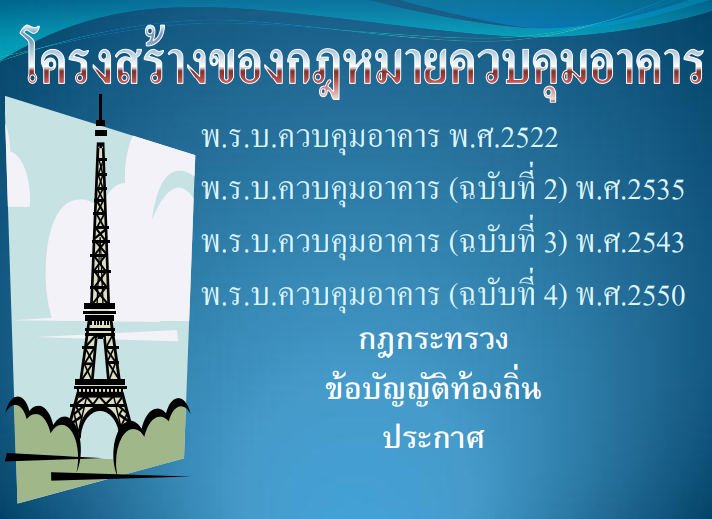 โครงสร้างของกฎหมายควบคุมอาคาร
พ.ร.บ.ควบคุมอาคาร พ.ศ.2522
พ.ร.บ.ควบคุมอาคาร (ฉบับที่ 2) พ.ศ.2535
พ.ร.บ.ควบคุมอาคาร (ฉบับที่ 3) พ.ศ.2543
พ.ร.บ.ควบคุมอาคาร (ฉบับที่ 4) พ.ศ.2550
กฎกระทรวง
ข้อบัญญัติท้องถิ่น
ประกาศ